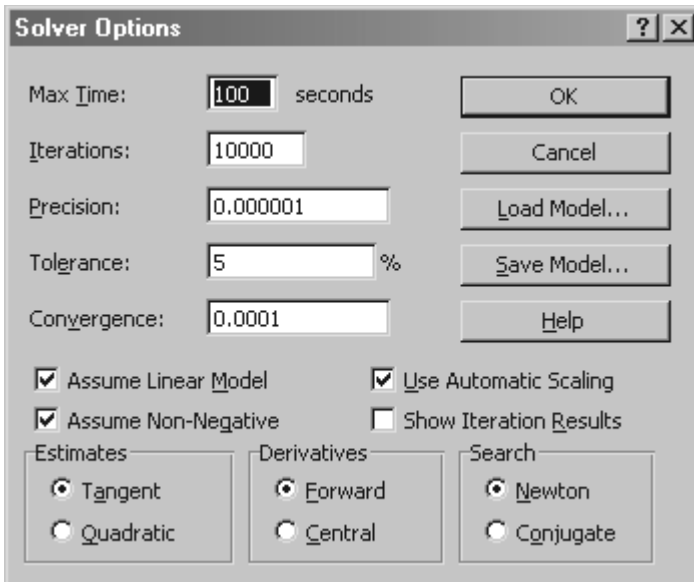 Solver Options ? X
Max Time: 100 seconds OK
Iterations: 10000 Cancel
Precision: 0.000001 Load Model...
Tolerance: 5 % Save Model...
Convergence: 0.0001 Help
Assume Linear Model Use Automatic Scaling
Assume Non-Negative Show Iteration Results
Estimates Derivatives Search
Tangent Forward Newton
Quadratic Central Conjugate